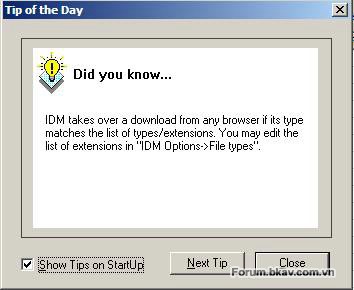 Tip of the Day
Did you know...
IDM takes over a download from any browser if its type
matches the list of types/extensions. You may edit the
list of extensions in "IDM Options->File types".
Show Tips on StartUp
Next Tip
Close
Forum.bkav.com.vn